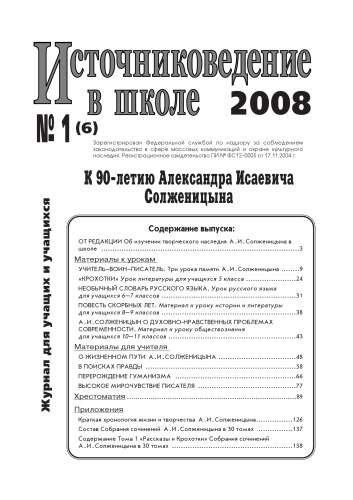 Источниковедение
в школе 2008
№ 1 (6)
Зарегистрирован Федеральной службой по надзору за соблюдением
законодательства в сфере массовых коммуникаций и охране культурного
наследия. Регистрационное свидетельство ПИ № ФС12-0005 от 17.11.2004 г.
К 90-летию Александра Исаевича
Солженицына
Журнал для учащих и учащихся
Содержание выпуска:
ОТ РЕДАКЦИИ Об изучении творческого наследия А.И.Солженицына в
школе ...3
Материалы к урокам
УЧИТЕЛЬ—ВОИН—ПИСАТЕЛЬ. Три урока памяти А.И.Солженицына ...9
«КРОХОТКИ» Урок литературы для учащихся 5 класса ...24
НЕОБЫЧНЫЙ СЛОВАРЬ РУССКОГО ЯЗЫКА. Урок русского языка
для учащихся 6–7 классов ...31
ПОВЕСТЬ СКОРБНЫХ ЛЕТ. Материал к уроку истории и литературы
для учащихся 8–9 классов ...38
А.И.СОЛЖЕНИЦЫН О ДУХОВНО-НРАВСТВЕННЫХ ПРОБЛЕМАХ
СОВРЕМЕННОСТИ. Материал к уроку обществознания
для учащихся 10–11 классов ...43
Материалы для учителя
О ЖИЗНЕННОМ ПУТИ А.И.СОЛЖЕНИЦЫНА ...48
В ПОИСКАХ ПРАВДЫ ...58
ПЕРЕРОЖДЕНИЕ ГУМАНИЗМА ...66
ВЫСОКОЕ МИРОЧУВСТВИЕ ПИСАТЕЛЯ ...77
Хрестоматия ...89
Приложения
Краткая хронология жизни и творчества А.И.Солженицына ...126
Состав Собрания сочинений А.И.Солженицына в 30 томах ...137
Содержание Тома 1 «Рассказы и Крохотки» Собрания сочинений
А.И.Солженицына в 30 томах ...138